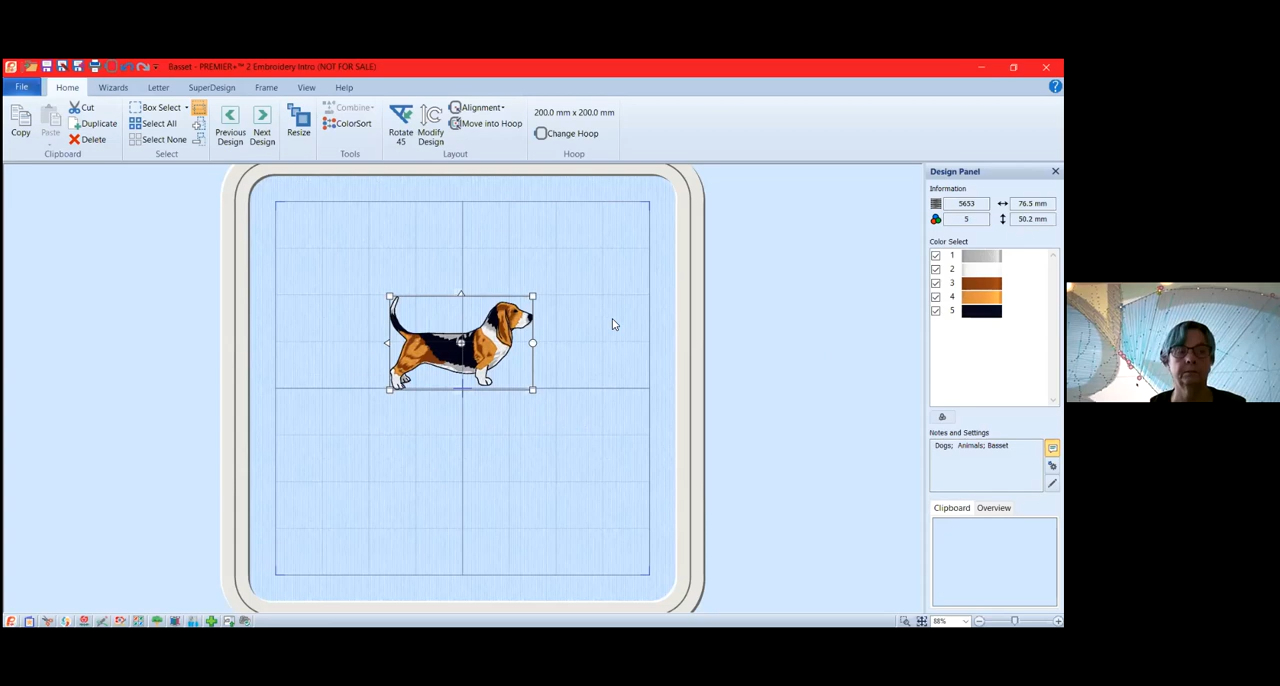 Basset - PREMIER+™ 2 Embroidery Intro (NOT FOR SALE)
File Home Wizards Letter SuperDesign Frame View Help
Copy
Paste
Cut
Duplicate
Delete
Clipboard
Box Select
Select All
Select None
Select
Previous Design
Next Design
Resize
Combine
ColorSort
Tools
Rotate 45
Modify Design
Alignment
Move into Hoop
Layout
200.0 mm x 200.0 mm
Change Hoop
Hoop
Design Panel
Information
5653 76.5 mm
5 50.2 mm
Color Select
1
2
3
4
5
Notes and Settings
Dogs; Animals; Basset
Clipboard Overview
88%